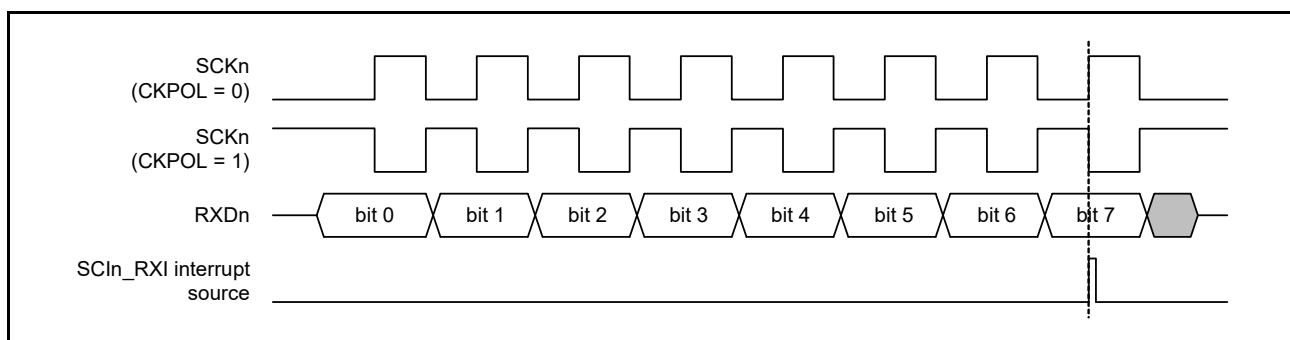 SCKn
(CKPOL = 0)
SCKn
(CKPOL = 1)
RXDn
bit 0
bit 1
bit 2
bit 3
bit 4
bit 5
bit 6
bit 7
SCIn_RXI interrupt
source